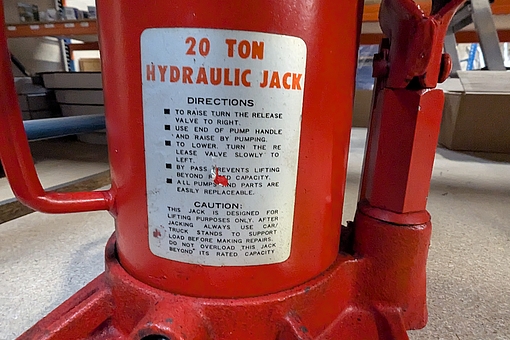 20 TON
HYDRAULIC JACK
DIRECTIONS
TO RAISE TURN THE RELEASE
VALVE TO RIGHT.
USE END OF PUMP HANDLE
AND RAISE BY PUMPING.
TO LOWER, TURN THE RE
LEASE VALVE SLOWLY TO
LEFT.
BY PASS PREVENTS LIFTING
BEYOND RATED CAPACITY.
ALL PUMPS AND PARTS ARE
EASILY REPLACEABLE.
CAUTION:
THIS JACK IS DESIGNED FOR
LIFTING PURPOSES ONLY. AFTER
JACKING ALWAYS USE CAR/
TRUCK STANDS TO SUPPORT
LOAD BEFORE MAKING REPAIRS.
DO NOT OVERLOAD THIS JACK
BEYOND ITS RATED CAPACITY